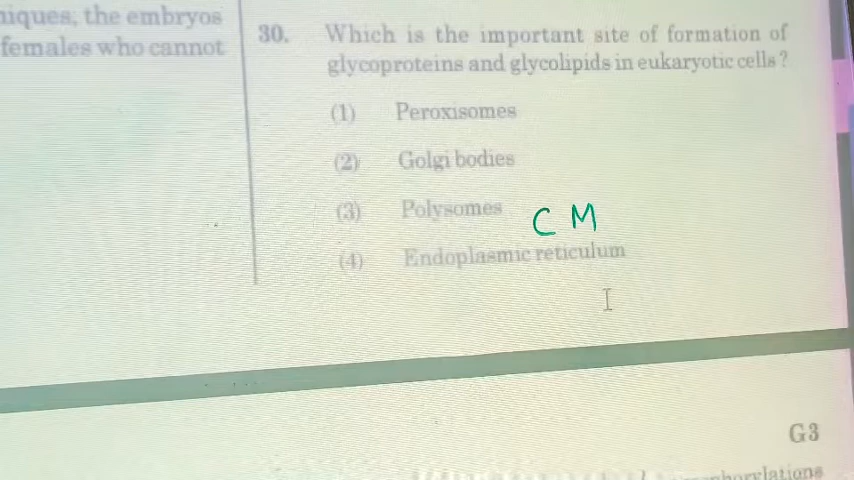 niques, the embryos
females who cannot
30. Which is the important site of formation of
glycoproteins and glycolipids in eukaryotic cells?
(1) Peroxisomes
(2) Golgi bodies
(3) Polysomes
C M
(4) Endoplasmic reticulum
G3